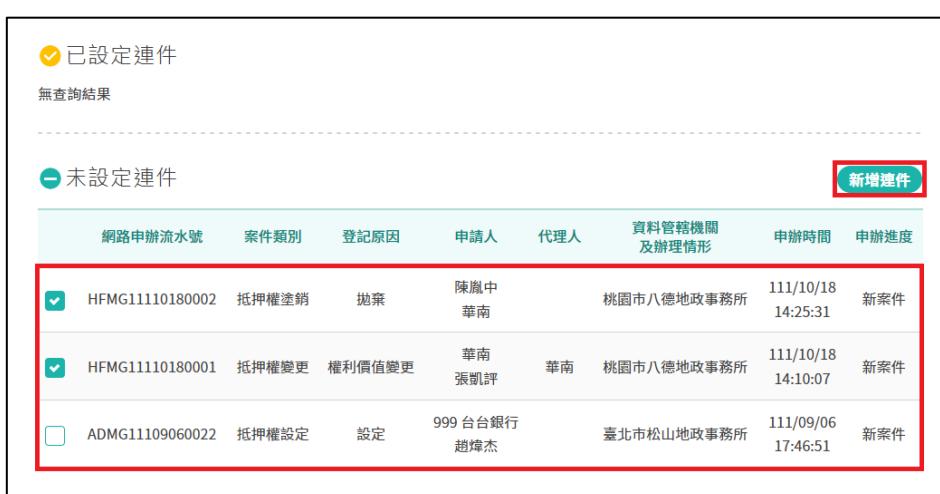 已設定連件
無查詢結果
未設定連件
新增連件
網路申辦流水號 案件類別 登記原因 申請人 代理人 資料管轄機關 申辦時間 申辦進度
及辦理情形
HFMG11110180002 抵押權塗銷 拋棄 陳胤中 桃園市八德地政事務所 111/10/18 新案件
華南 14:25:31
HFMG11110180001 抵押權變更 權利價值變更 華南 華南 桃園市八德地政事務所 111/10/18 新案件
張凱評 14:10:07
ADMG11109060022 抵押權設定 設定 999 台台銀行 臺北市松山地政事務所 111/09/06 新案件
趙煒杰 17:46:51